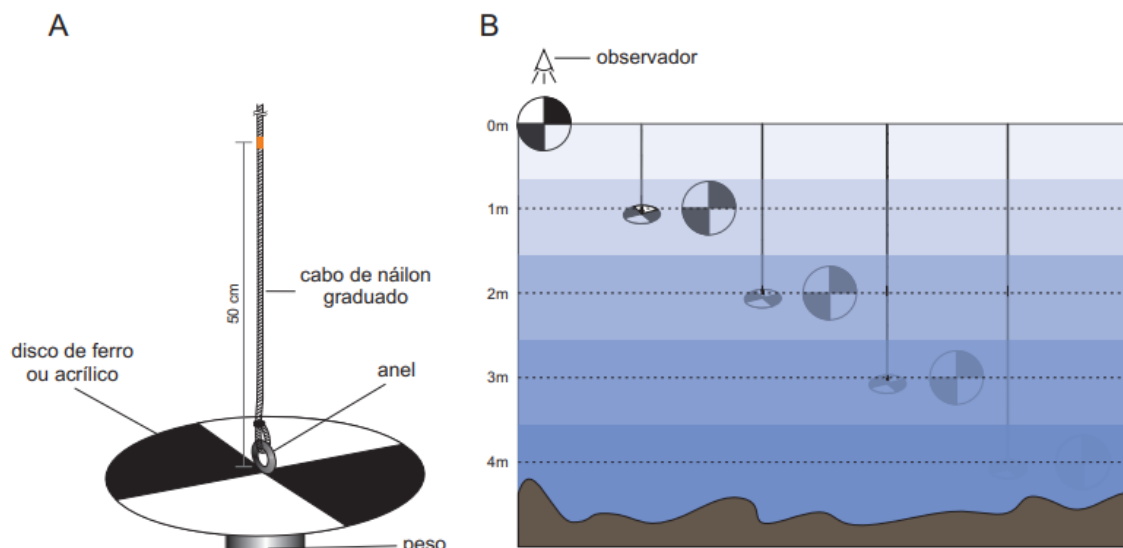 A
50 cm
cabo de náilon
graduado
disco de ferro
ou acrílico
anel
peso
B
observador
0m
1m
2m
3m
4m